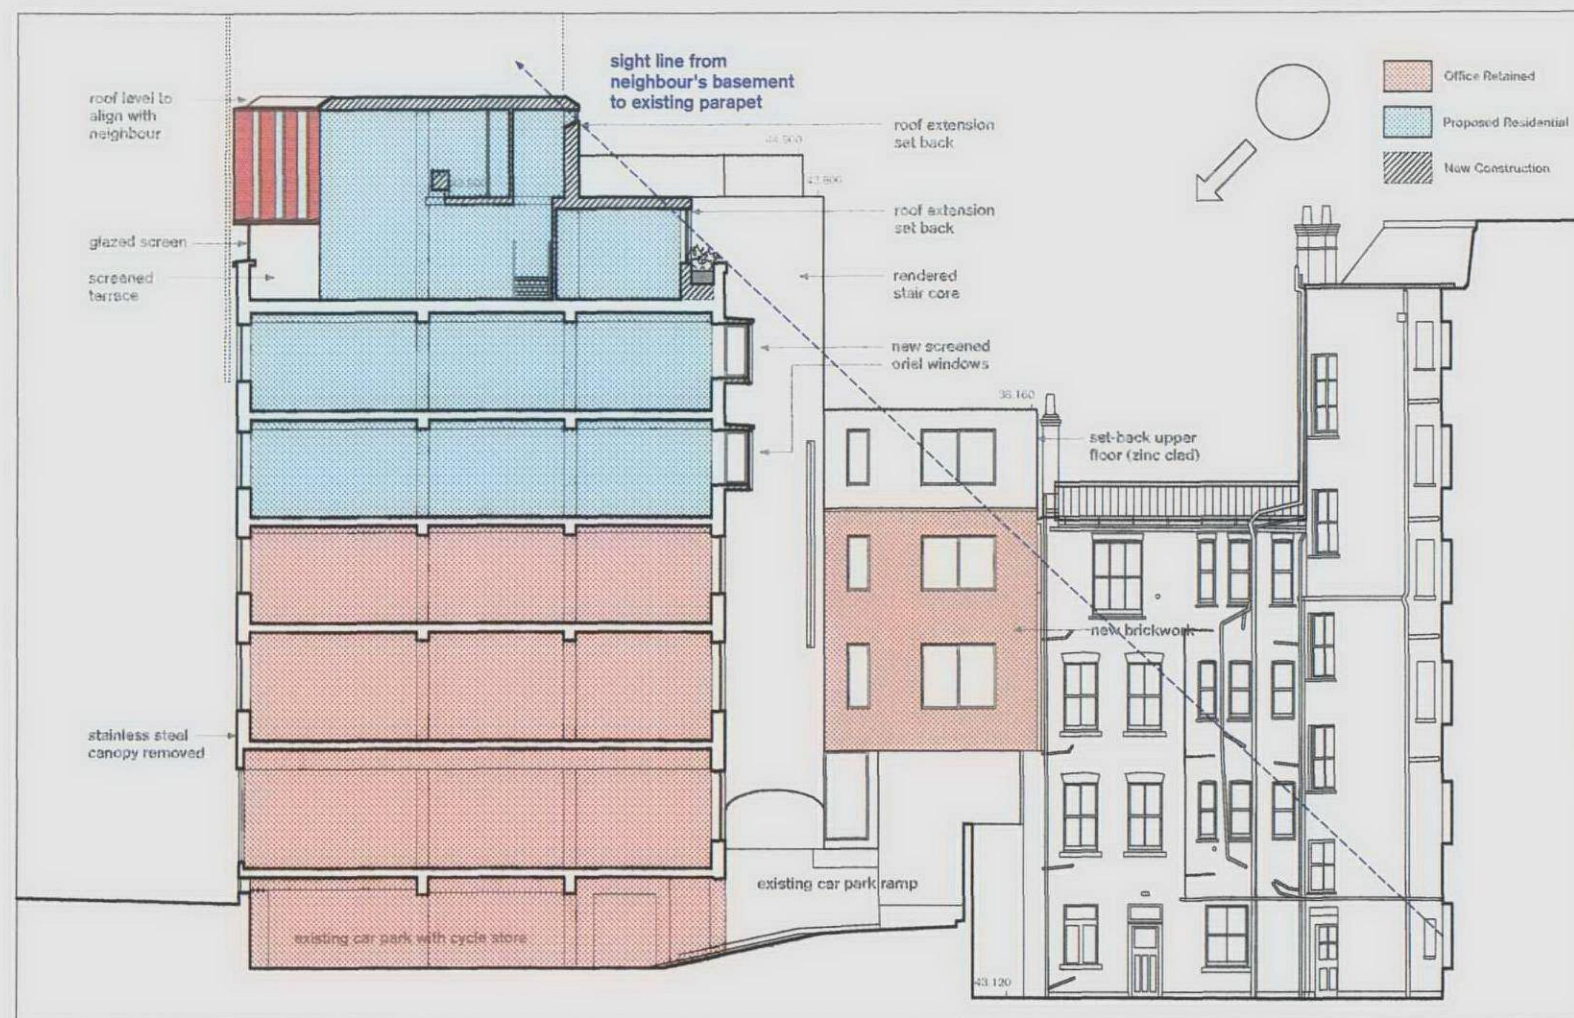 sight line from
neighbour's basement
to existing parapet
Office Retained
Proposed Residential
New Construction
roof level to
align with
neighbour
roof extension
set back
43.800
roof extension
set back
glazed screen
screened
terrace
rendered
stair core
new screened
oriel windows
36.160
set-back upper
floor (zinc clad)
new brickwork
stainless steel
canopy removed
existing car park ramp
existing car park with cycle store
43.120